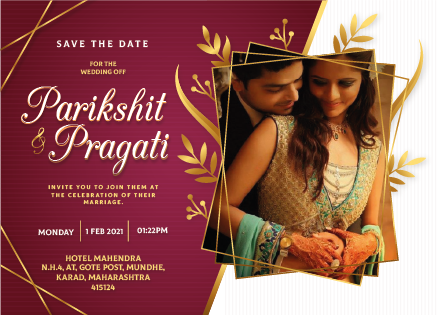 SAVE THE DATE
FOR THE
WEDDING OFF
Parikshit
& Pragati
INVITE YOU TO JOIN THEM AT
THE CELEBRATION OF THEIR
MARRIAGE.
MONDAY | 1 FEB 2021 | 01:22PM
HOTEL MAHENDRA
N.H.4, AT, GOTE POST, MUNDHE,
KARAD, MAHARASHTRA
415124